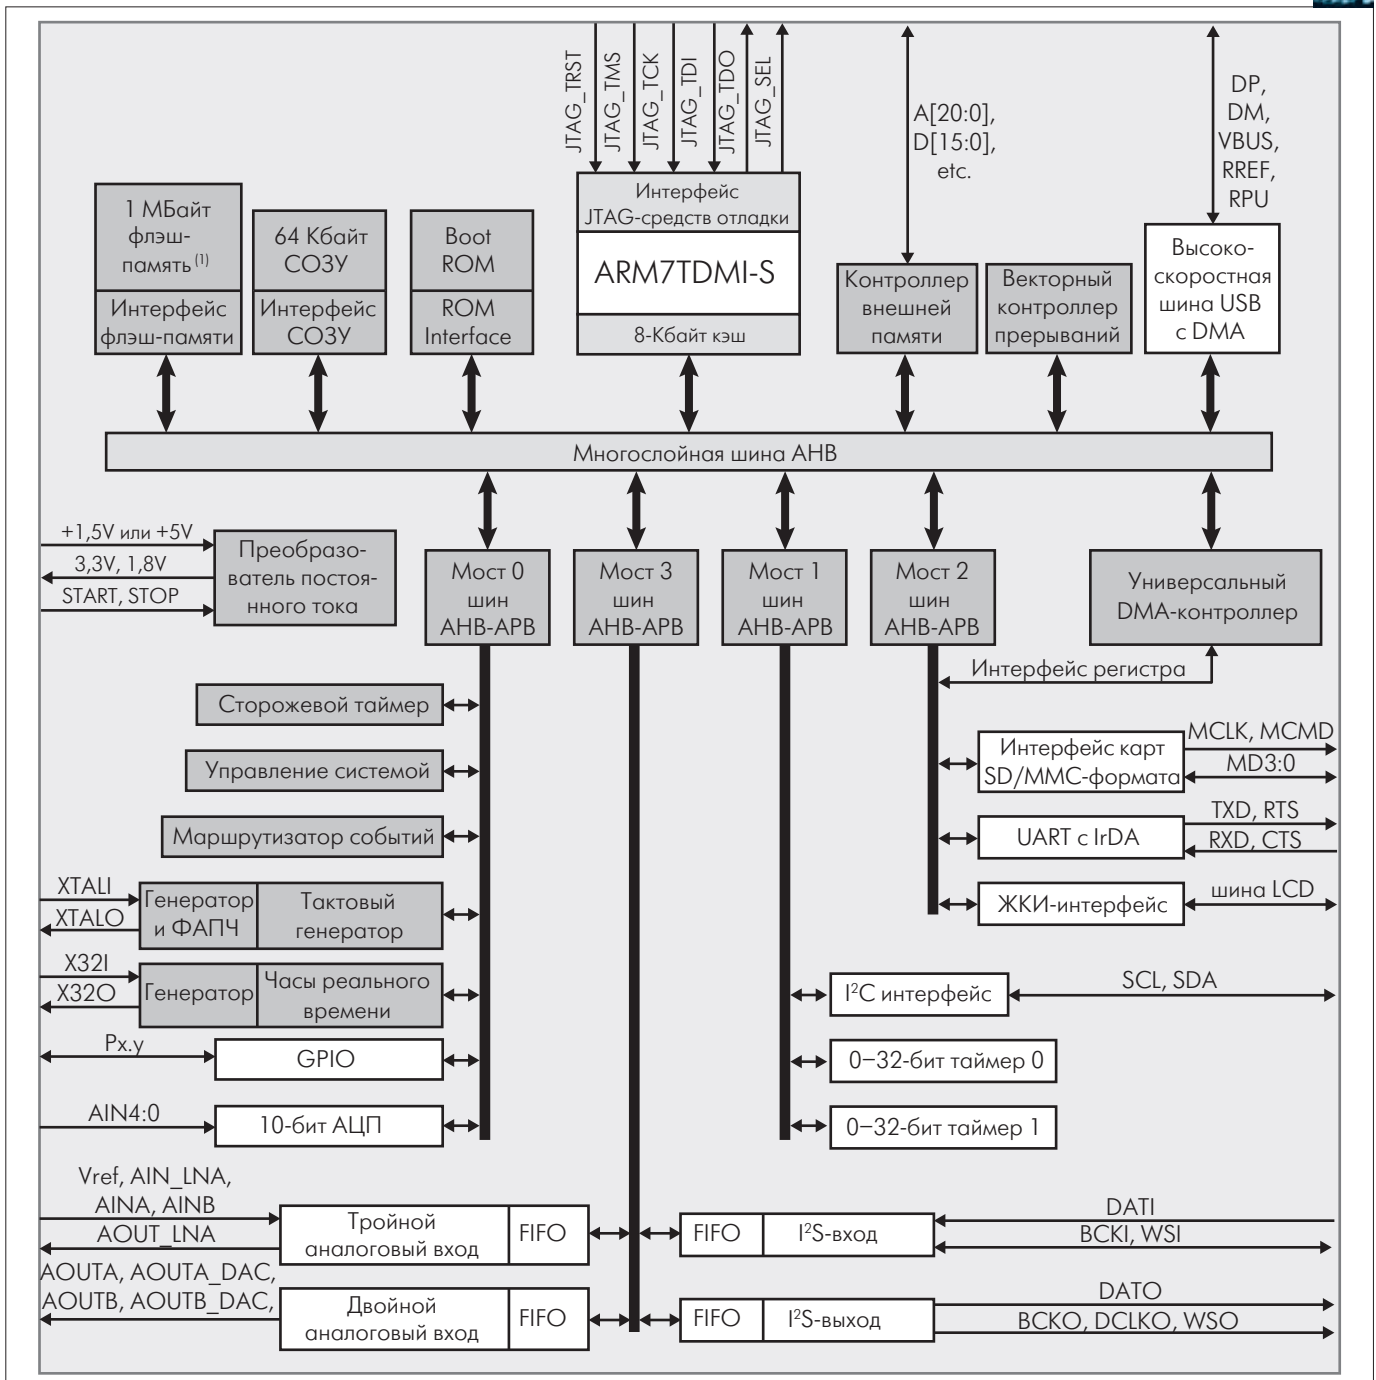 JTAG_TRST
JTAG_TMS
JTAG_TCK
JTAG_TDI
JTAG_TDO
JTAG_SEL
A[20:0],
D[15:0],
etc.
DP,
DM,
VBUS,
RREF,
RPU
1 МБайт
флэш-
память (1)
Интерфейс
флэш-памяти
64 Кбайт
СОЗУ
Интерфейс
СОЗУ
Boot
ROM
ROM
Interface
Интерфейс
JTAG-средств отладки
ARM7TDMI-S
8-Кбайт кэш
Контроллер
внешней
памяти
Векторный
контроллер
прерываний
Высоко-
скоростная
шина USB
с DMA
Многослойная шина AHB
+1,5V или +5V
3,3V, 1,8V
START, STOP
Преобразо-
ватель постоя-
нного тока
Мост 0
шин
AHB-APB
Мост 3
шин
AHB-APB
Мост 1
шин
AHB-APB
Мост 2
шин
AHB-APB
Универсальный
DMA-контроллер
Интерфейс регистра
Сторожевой таймер
Управление системой
Маршрутизатор событий
XTALI
XTALO
Генератор
и ФАПЧ
Тактовый
генератор
X32I
X32O
Генератор
Часы реального
времени
Px.y
GPIO
AIN4:0
10-бит АЦП
Интерфейс карт
SD/MMC-формата
MCLK, MCMD
MD3:0
UART с IrDA
TXD, RTS
RXD, CTS
ЖКИ-интерфейс
шина LCD
I²C интерфейс
SCL, SDA
0–32-бит таймер 0
0–32-бит таймер 1
Vref, AIN_LNA,
AINA, AINB
AOUT_LNA
Тройной
аналоговый вход
FIFO
FIFO
I²S-вход
DATI
BCKI, WSI
AOUTA, AOUTA_DAC,
AOUTB, AOUTB_DAC,
Двойной
аналоговый вход
FIFO
FIFO
I²S-выход
DATO
BCKO, DCLKO, WSO